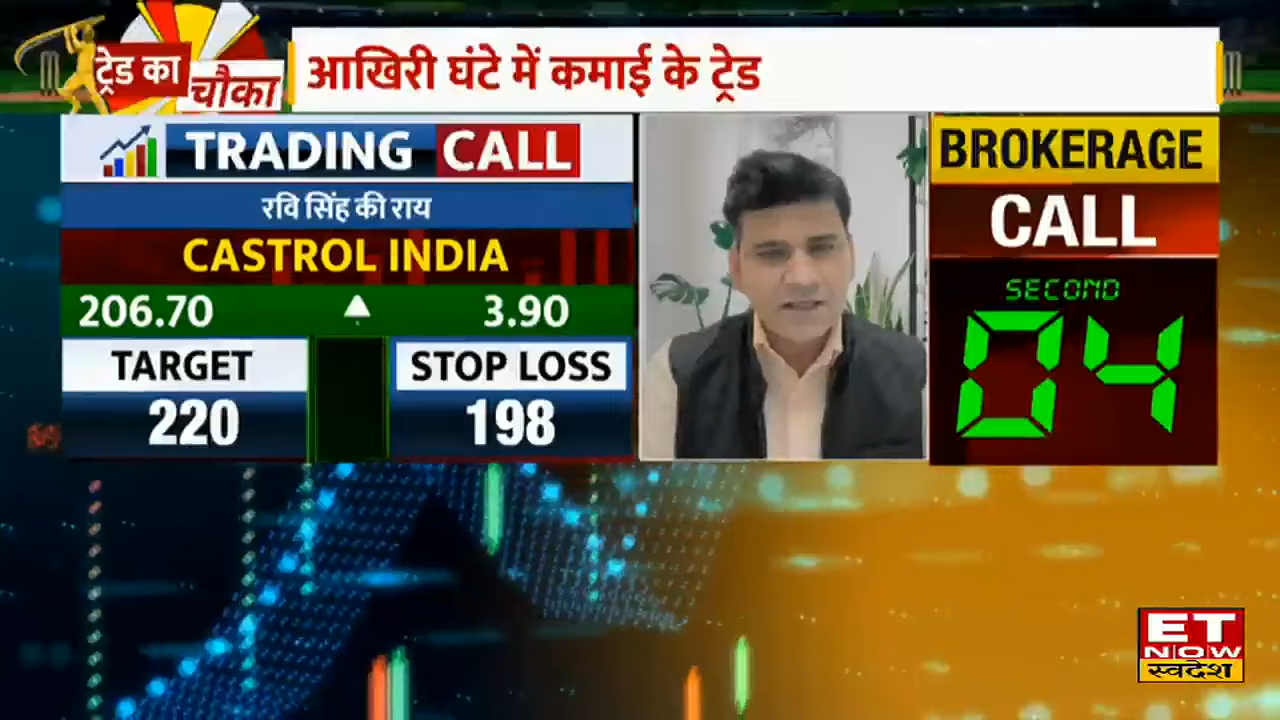 ट्रेड का
चौका
आखिरी घंटे में कमाई के ट्रेड
TRADING CALL
रवि सिंह की राय
CASTROL INDIA
206.70 ▲ 3.90
TARGET
220
STOP LOSS
198
BROKERAGE
CALL
SECOND
04
ET
NOW
स्वदेश